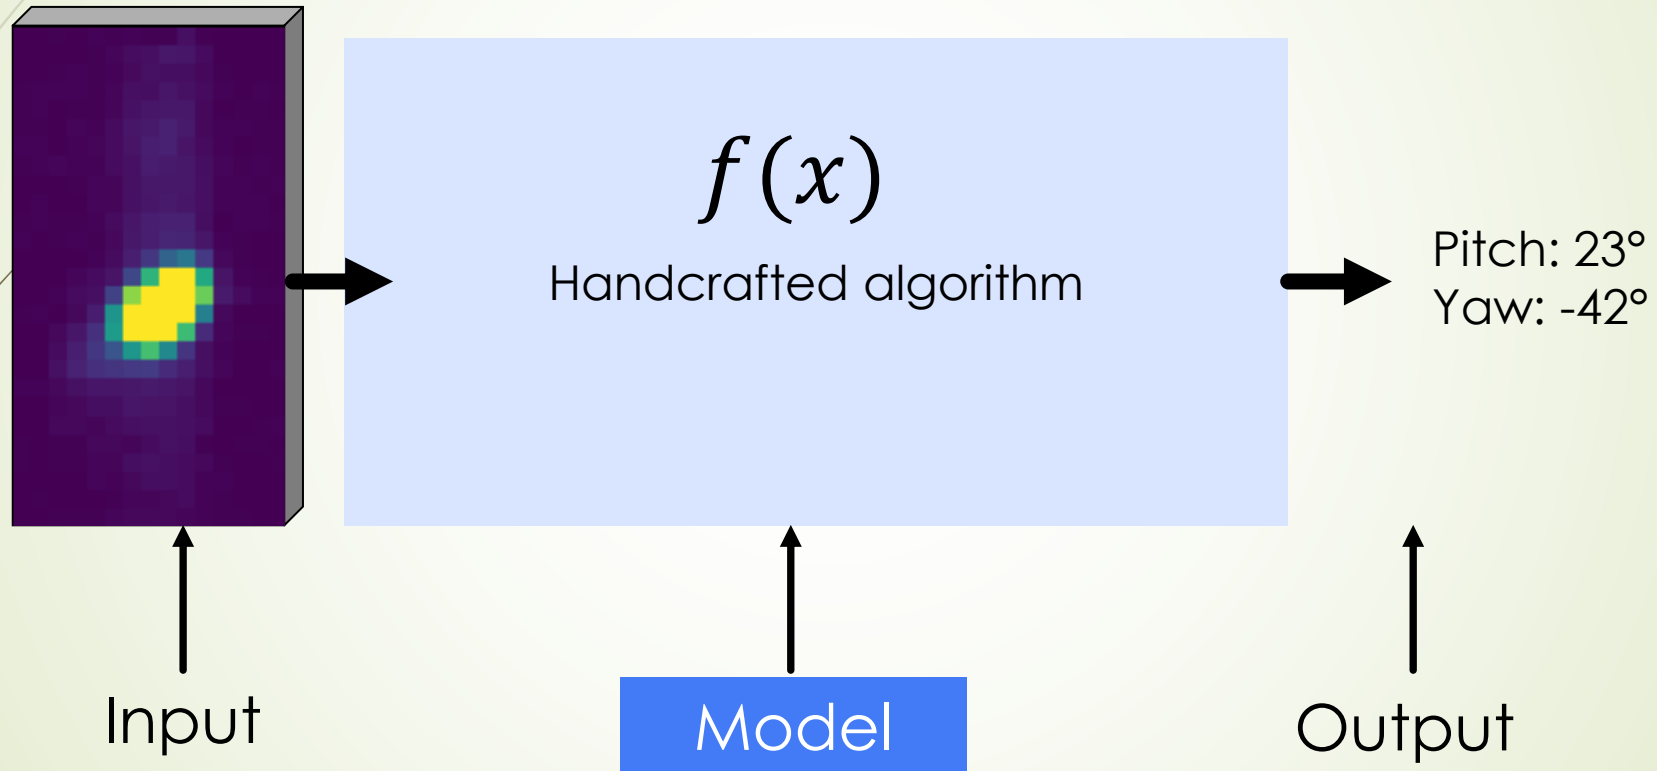 f(x)
Handcrafted algorithm
Pitch: 23°
Yaw: -42°
Input
Model
Output